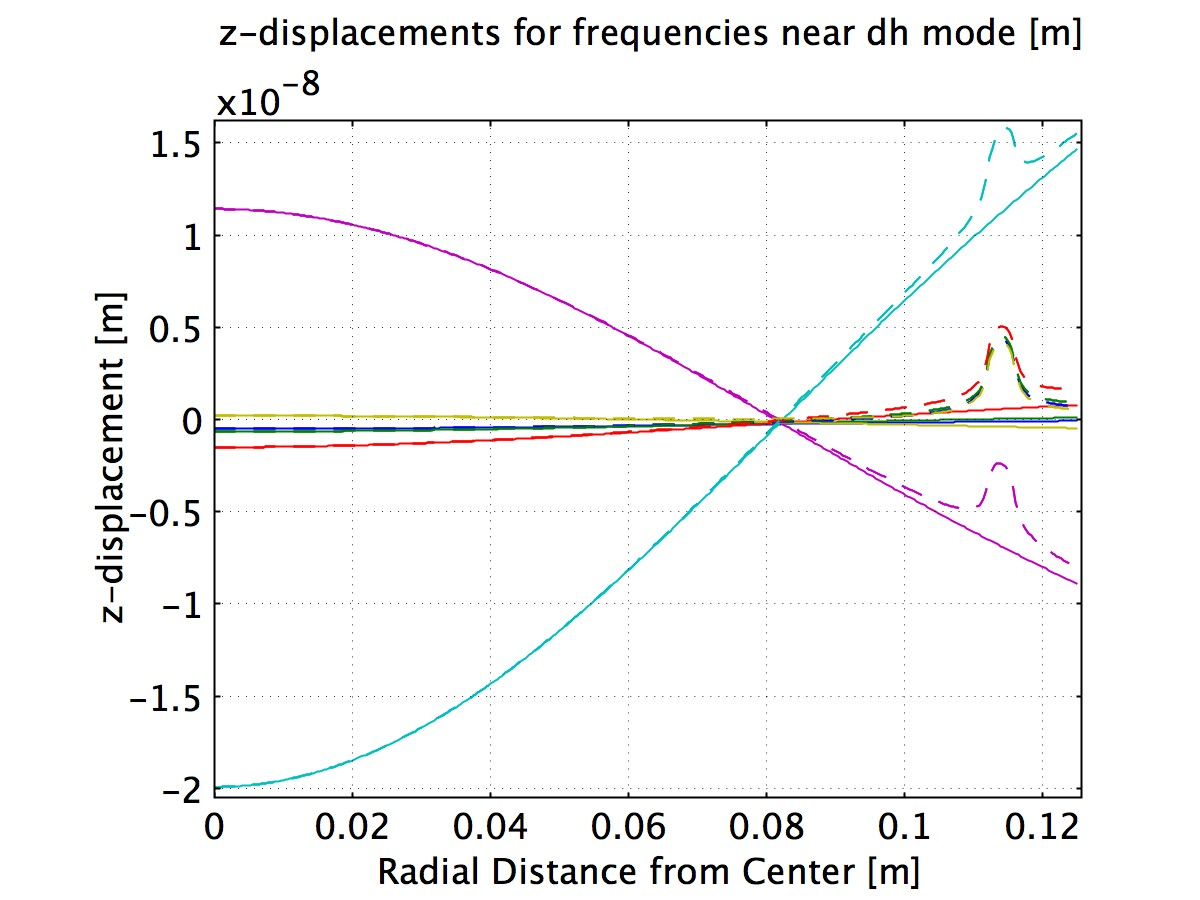 z-displacements for frequencies near dh mode [m]
x10⁻⁸
1.5
1
0.5
0
-0.5
-1
-1.5
-2
z-displacement [m]
0 0.02 0.04 0.06 0.08 0.1 0.12
Radial Distance from Center [m]